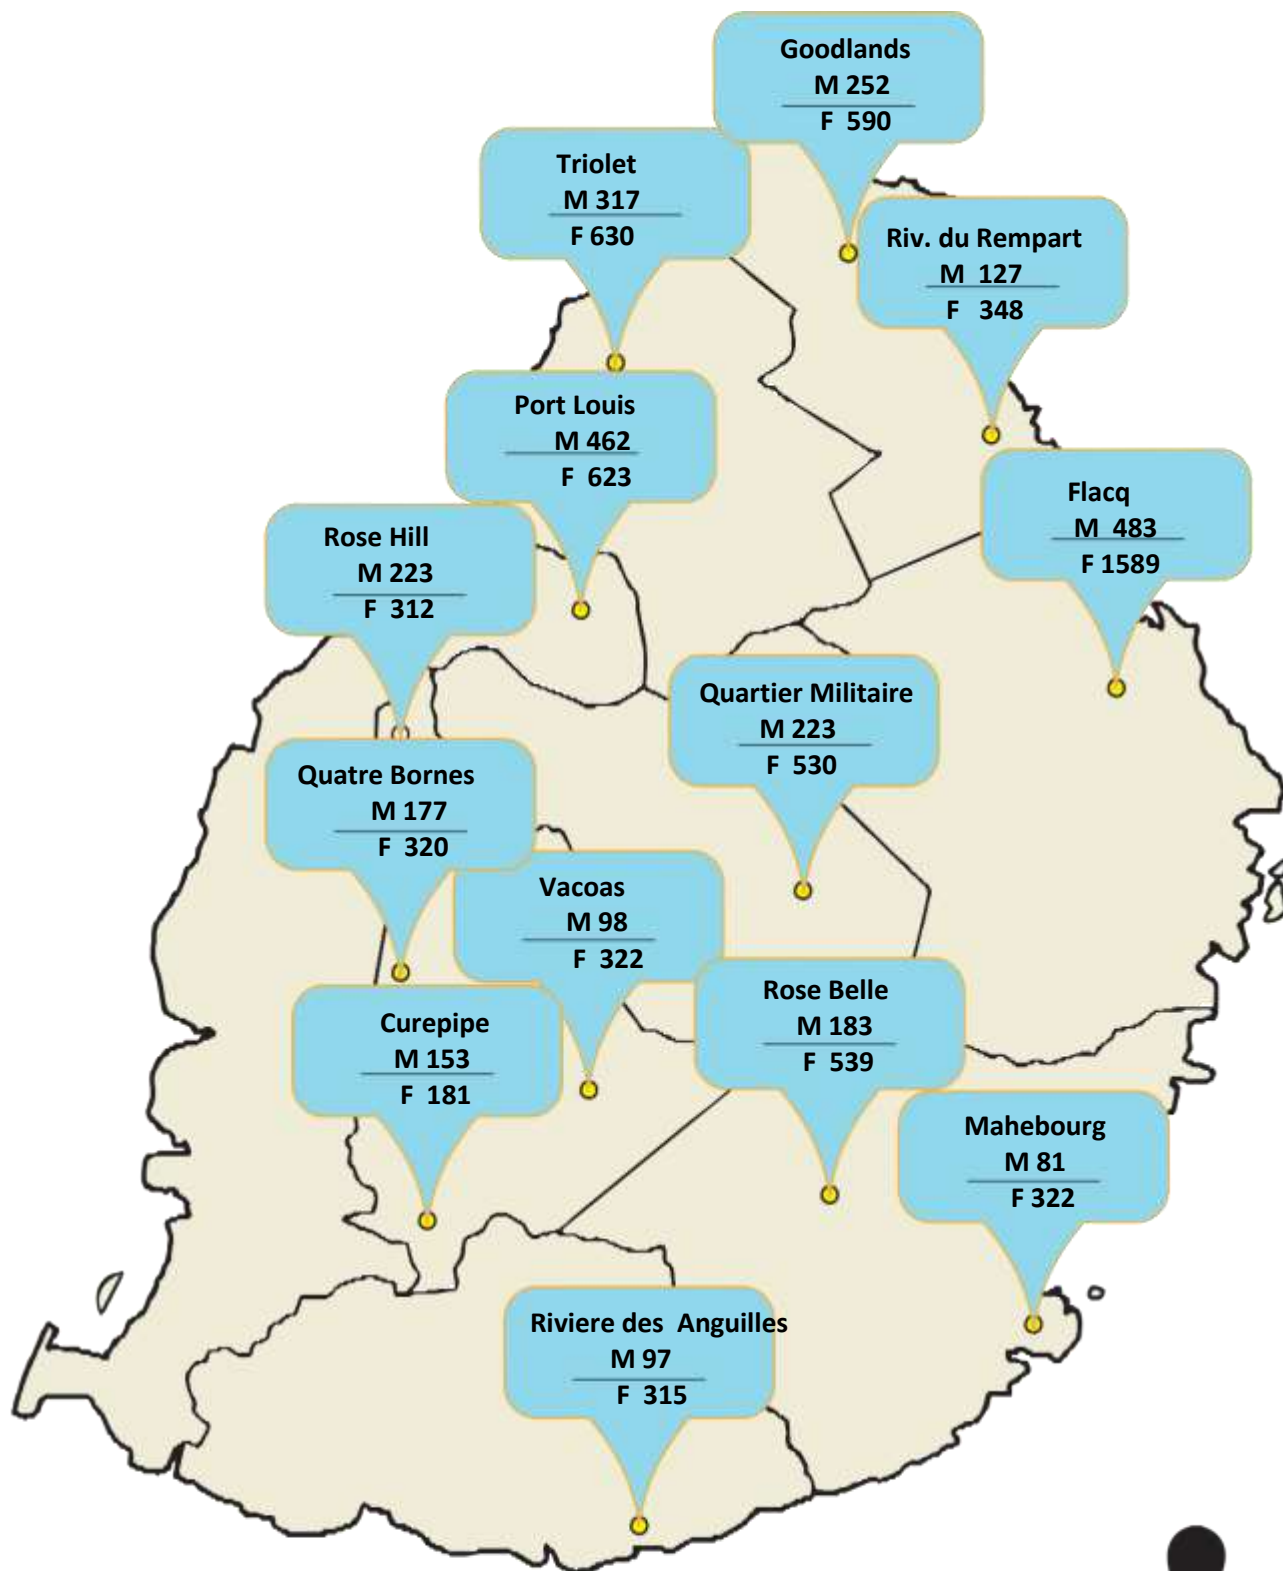 Goodlands
M 252
F 590
Triolet
M 317
F 630
Riv. du Rempart
M 127
F 348
Port Louis
M 462
F 623
Flacq
M 483
F 1589
Rose Hill
M 223
F 312
Quartier Militaire
M 223
F 530
Quatre Bornes
M 177
F 320
Vacoas
M 98
F 322
Rose Belle
M 183
F 539
Curepipe
M 153
F 181
Mahebourg
M 81
F 322
Riviere des Anguilles
M 97
F 315